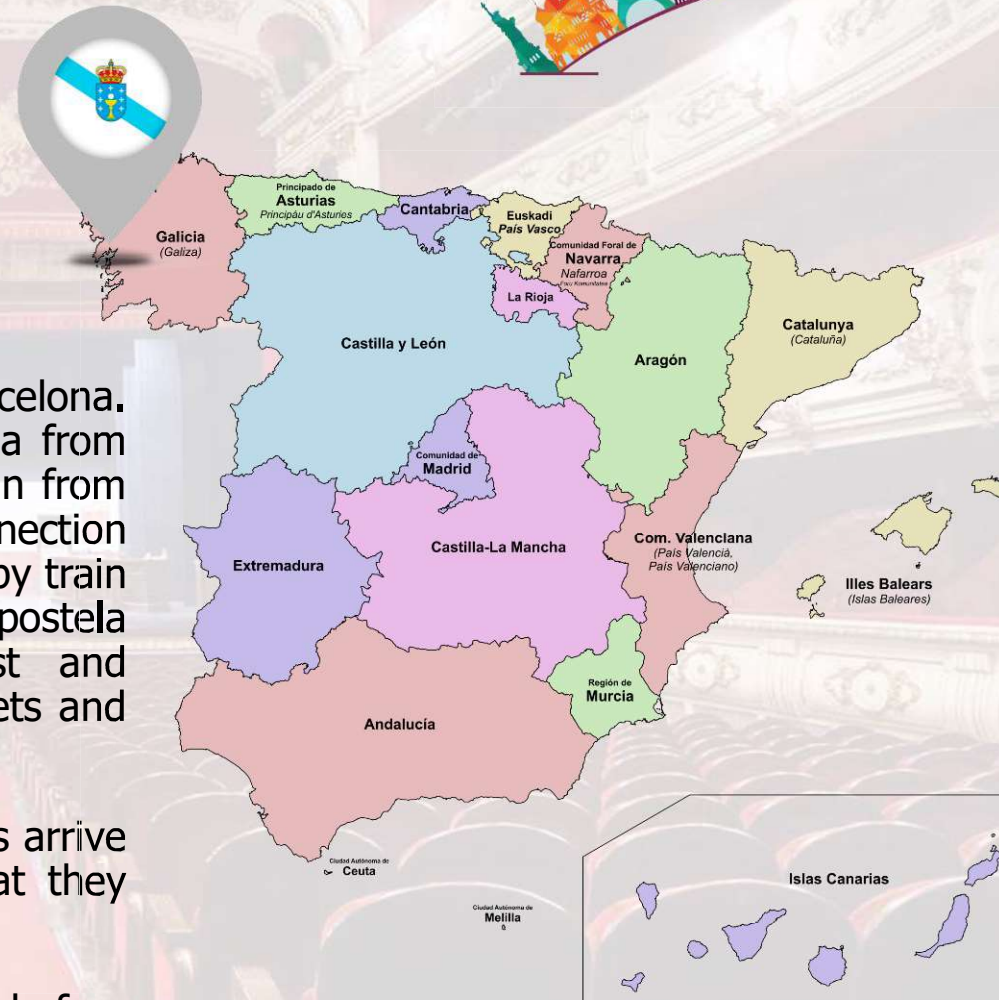 Principado de
Asturias
Principáu d'Asturies
Cantabria
Euskadi
País Vasco
Galicia
(Galiza)
Comunidad Foral de
Navarra
Nafarroa
Foru Komunitatea
La Rioja
Castilla y León
Aragón
Catalunya
(Cataluña)
celona.
a from
n from
nection
by train
postela
st and
ets and
s arrive
at they
Comunidad de
Madrid
Extremadura
Castilla-La Mancha
Com. Valenciana
(País Valencià,
País Valenciano)
Illes Balears
(Islas Baleares)
Región de
Murcia
Andalucía
Ciudad Autónoma de
Ceuta
Ciudad Autónoma de
Melilla
Islas Canarias